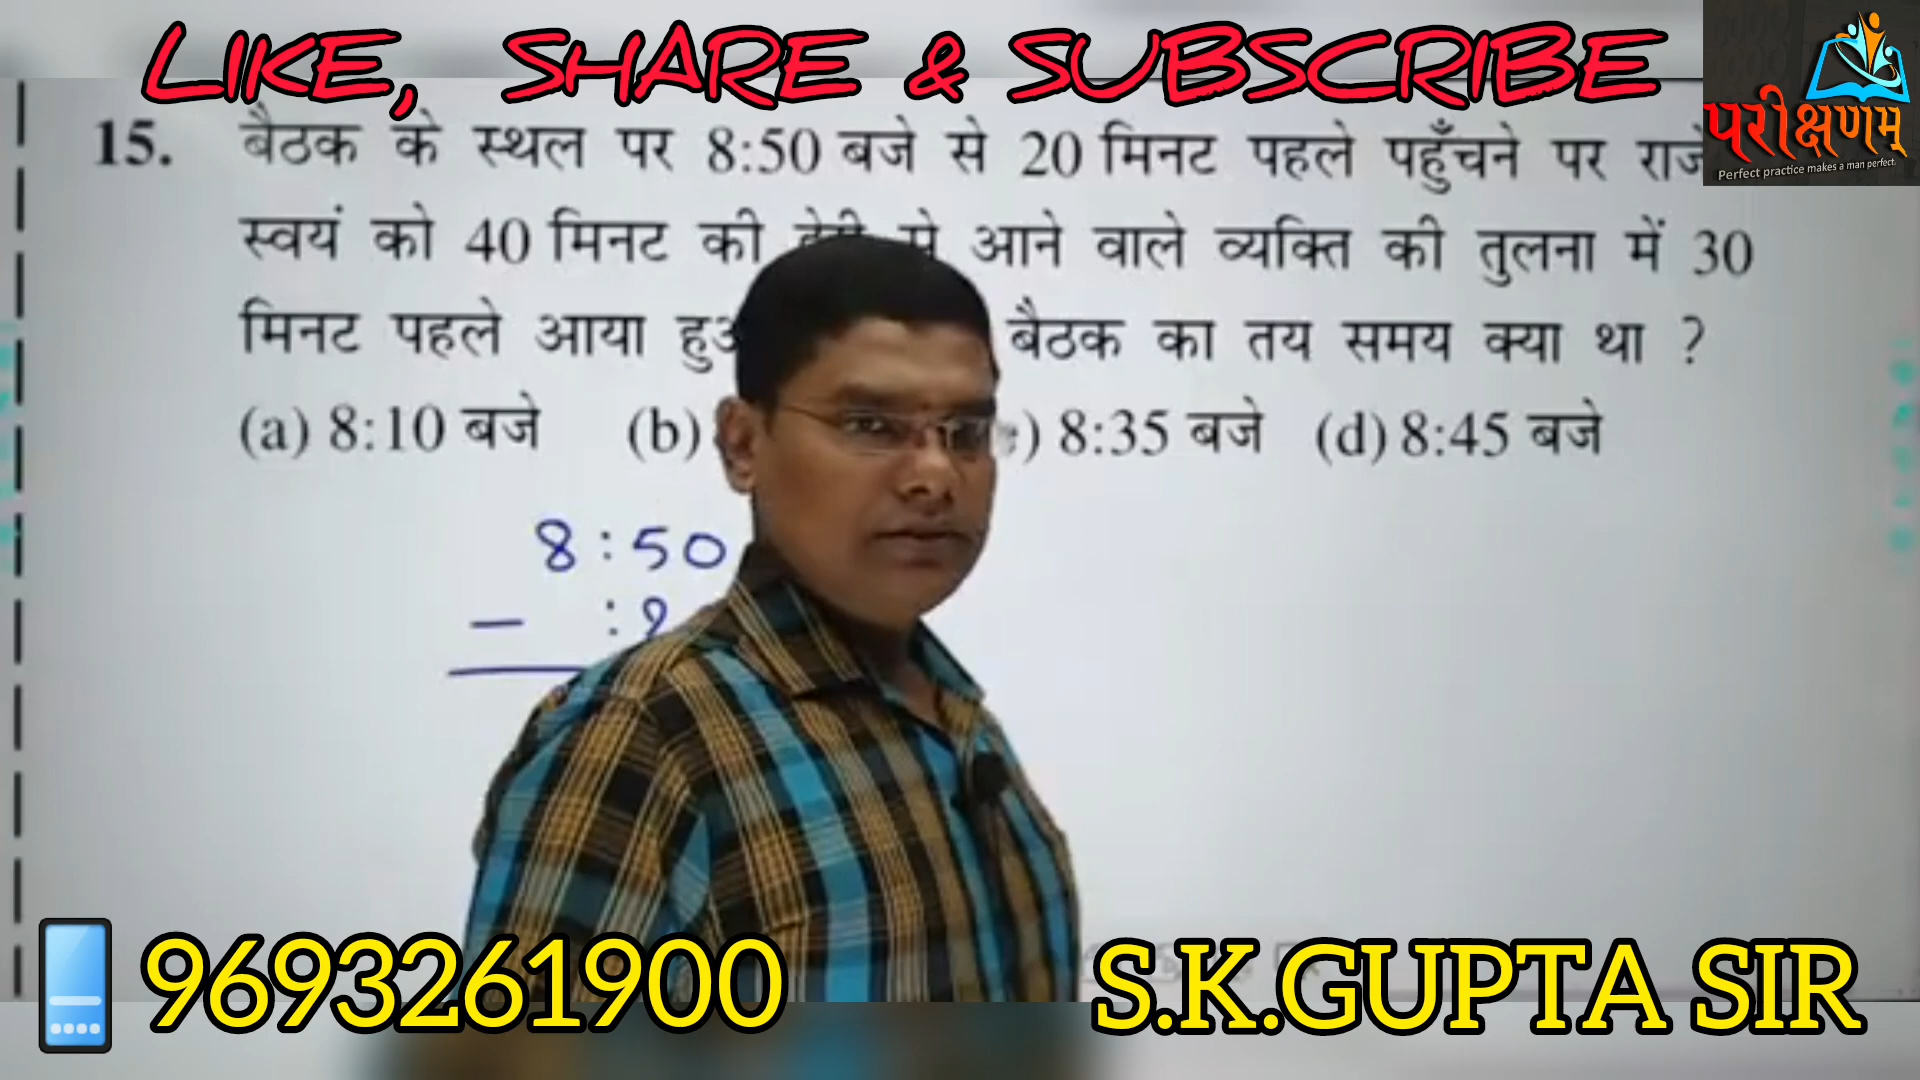 LIKE, SHARE & SUBSCRIBE
परीक्षणम्
Perfect practice makes a man perfect.
15. बैठक के स्थल पर 8:50 बजे से 20 मिनट पहले पहुँचने पर
स्वयं को 40 मिनट की आने वाले व्यक्ति की तुलना में 30
मिनट पहले आया बैठक का तय समय क्या था ?
(a) 8:10 बजे (b) 8:35 बजे (d) 8:45 बजे
8:50
- :2
9693261900 S.K.GUPTA SIR